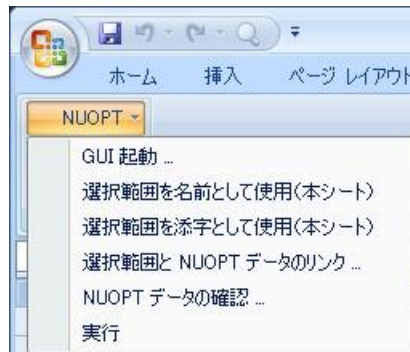 ホーム 挿入 ページ レイアウト
NUOPT
GUI 起動 ...
選択範囲を名前として使用(本シート)
選択範囲を添字として使用(本シート)
選択範囲と NUOPT データのリンク ...
NUOPT データの確認 ...
実行